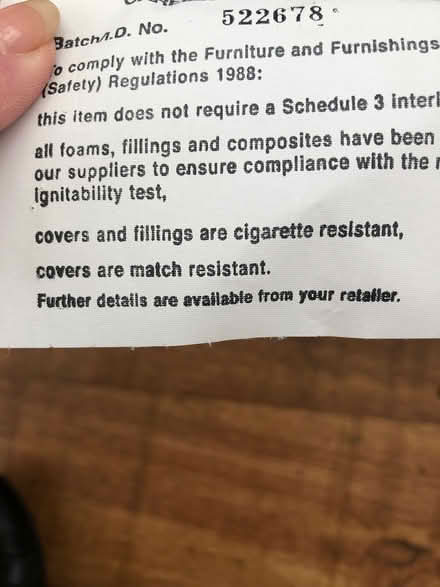 Batch/I.D. No. 522678
To comply with the Furniture and Furnishings
(Safety) Regulations 1988:
this item does not require a Schedule 3 interl
all foams, fillings and composites have been
our suppliers to ensure compliance with the r
ignitability test,
covers and fillings are cigarette resistant,
covers are match resistant.
Further details are available from your retailer.